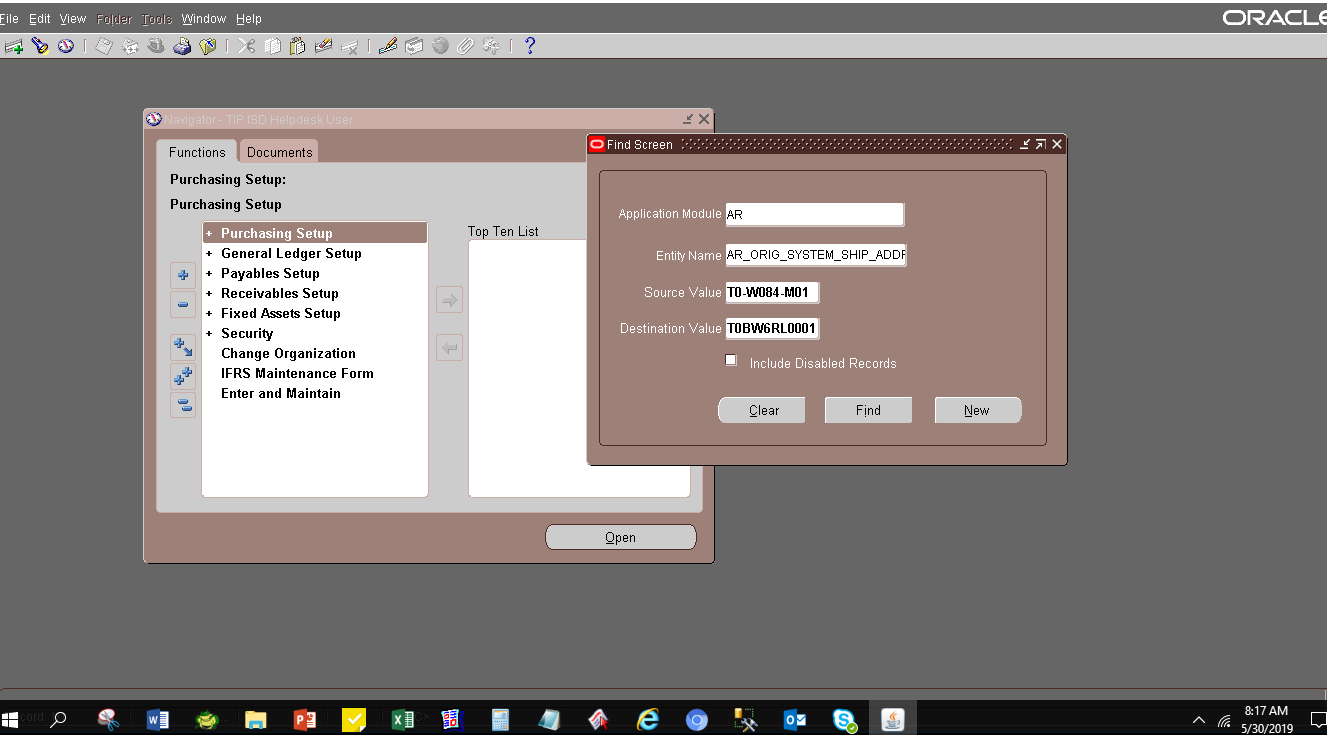 File Edit View Folder Tools Window Help
ORACLE
Navigator - TIP ISD Helpdesk User
Functions Documents
Purchasing Setup:
Purchasing Setup
+ Purchasing Setup
+ General Ledger Setup
+ Payables Setup
+ Receivables Setup
+ Fixed Assets Setup
+ Security
Change Organization
IFRS Maintenance Form
Enter and Maintain
Top Ten List
Open
Find Screen
Application Module AR
Entity Name AR_ORIG_SYSTEM_SHIP_ADDR
Source Value T0-W084-M01
Destination Value T0BW6RL0001
Include Disabled Records
Clear Find New
8:17 AM
5/30/2019